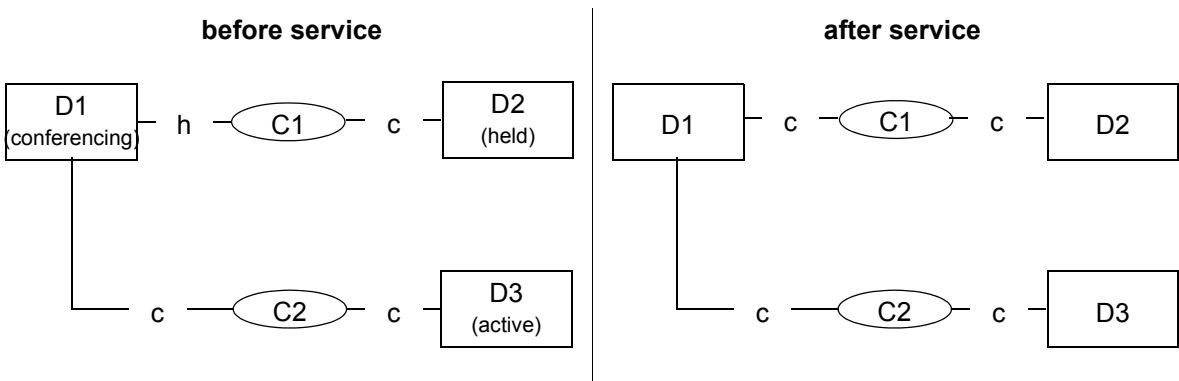 before service
D1
(conferencing)
h
C1
c
D2
(held)
c
C2
c
D3
(active)
after service
D1
c
C1
c
D2
c
C2
c
D3